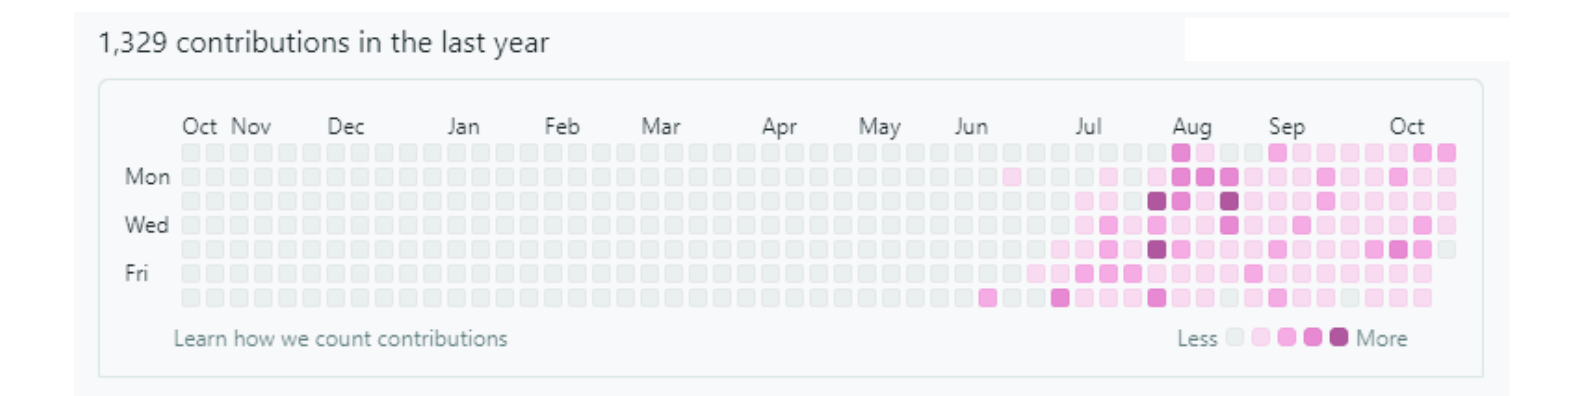 1,329 contributions in the last year
Oct Nov Dec Jan Feb Mar Apr May Jun Jul Aug Sep Oct
Mon
Wed
Fri
Learn how we count contributions
Less More